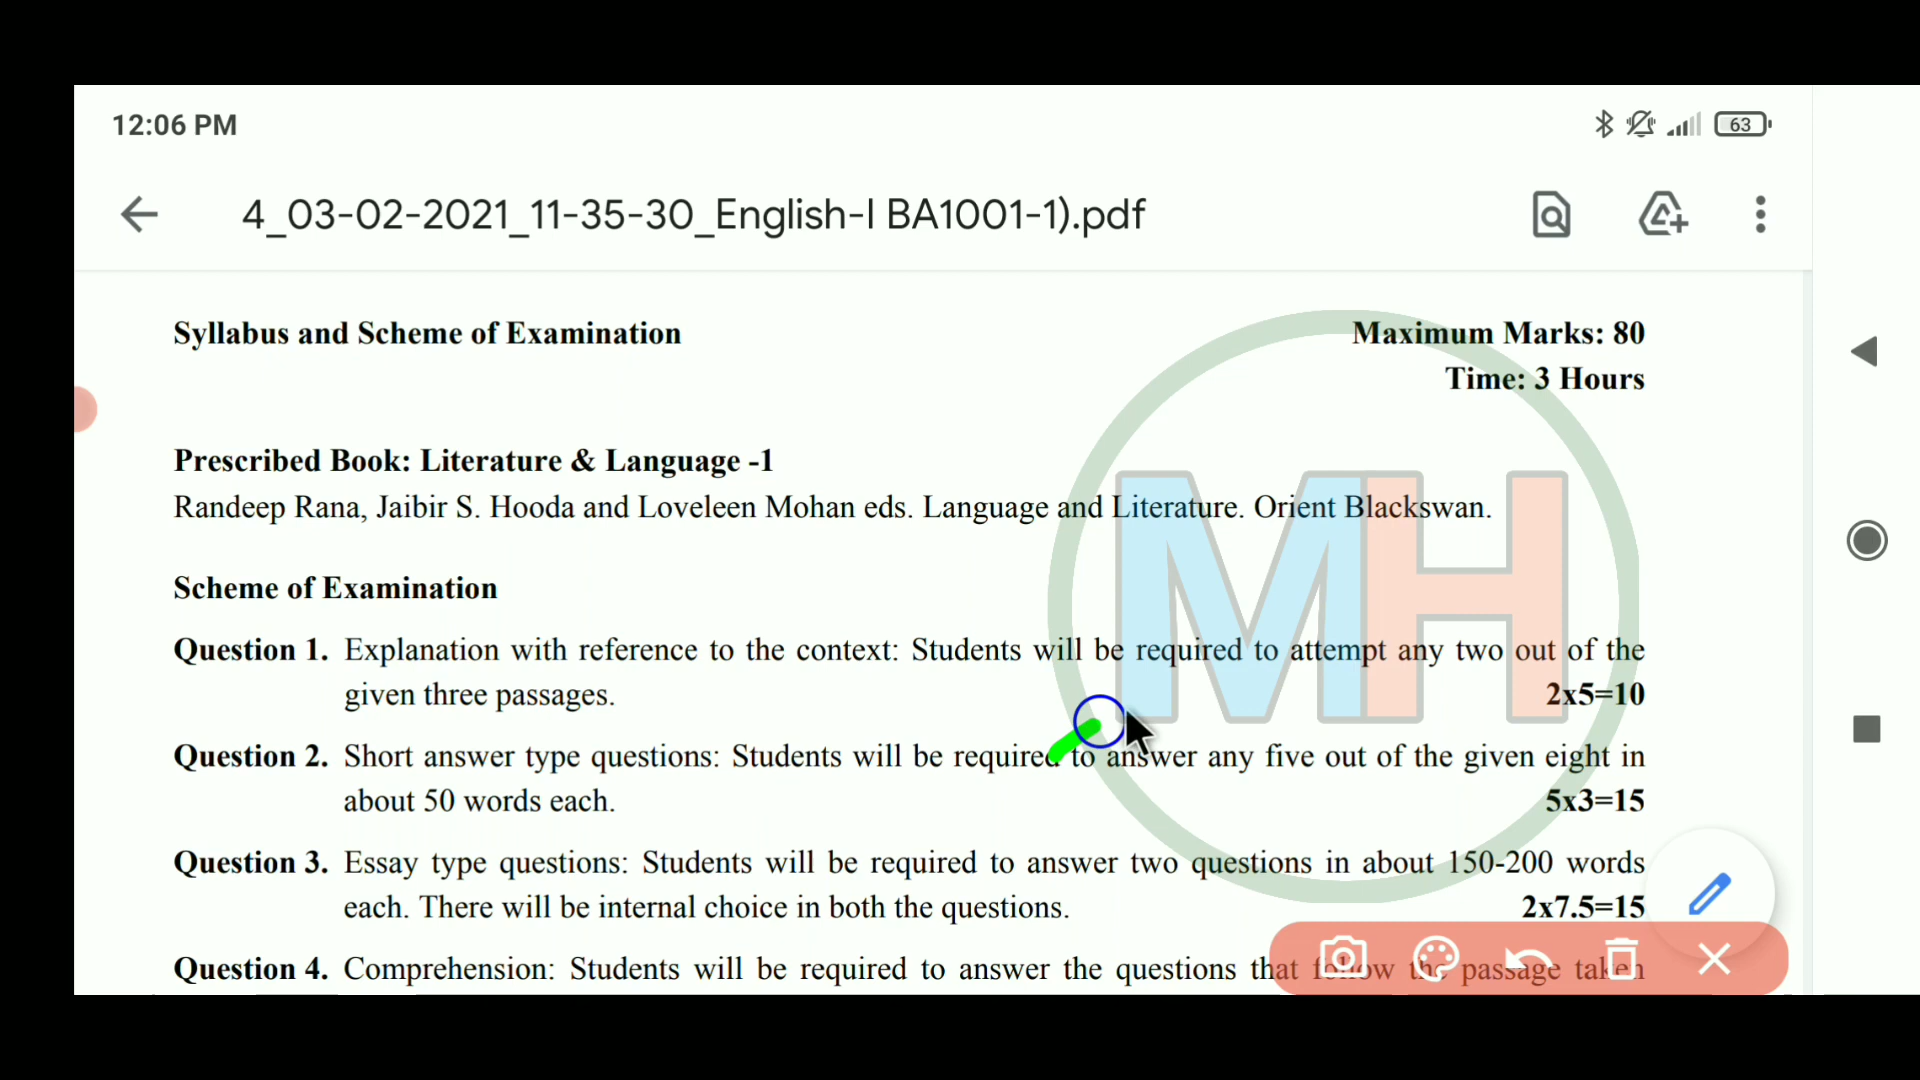 12:06 PM
63
4_03-02-2021_11-35-30_English-I BA1001-1).pdf
Syllabus and Scheme of Examination
Maximum Marks: 80
Time: 3 Hours
Prescribed Book: Literature & Language -1
Randeep Rana, Jaibir S. Hooda and Loveleen Mohan eds. Language and Literature. Orient Blackswan.
MH
Scheme of Examination
Question 1. Explanation with reference to the context: Students will be required to attempt any two out of the
given three passages. 2x5=10
Question 2. Short answer type questions: Students will be required to answer any five out of the given eight in
about 50 words each. 5x3=15
Question 3. Essay type questions: Students will be required to answer two questions in about 150-200 words
each. There will be internal choice in both the questions. 2x7.5=15
Question 4. Comprehension: Students will be required to answer the questions that follow the passage taken